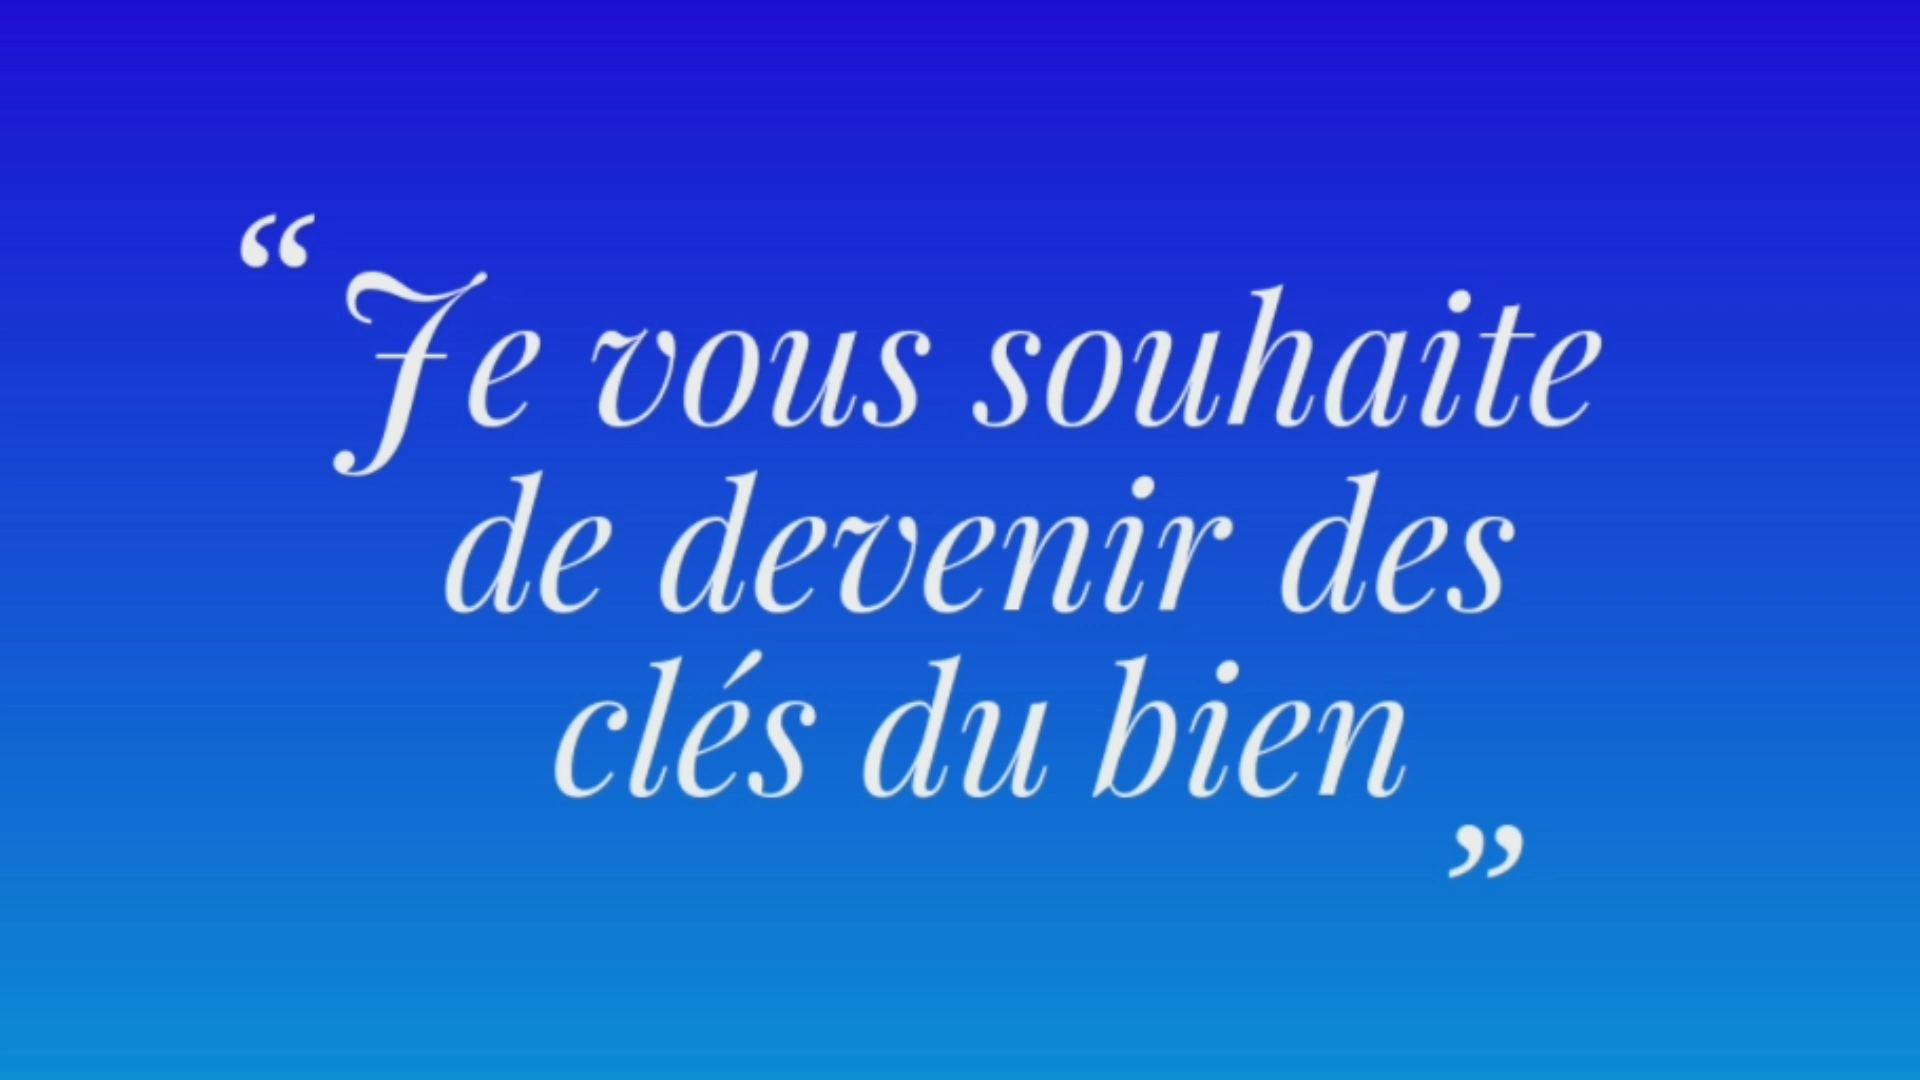 “Je vous souhaite
de devenir des
clés du bien”